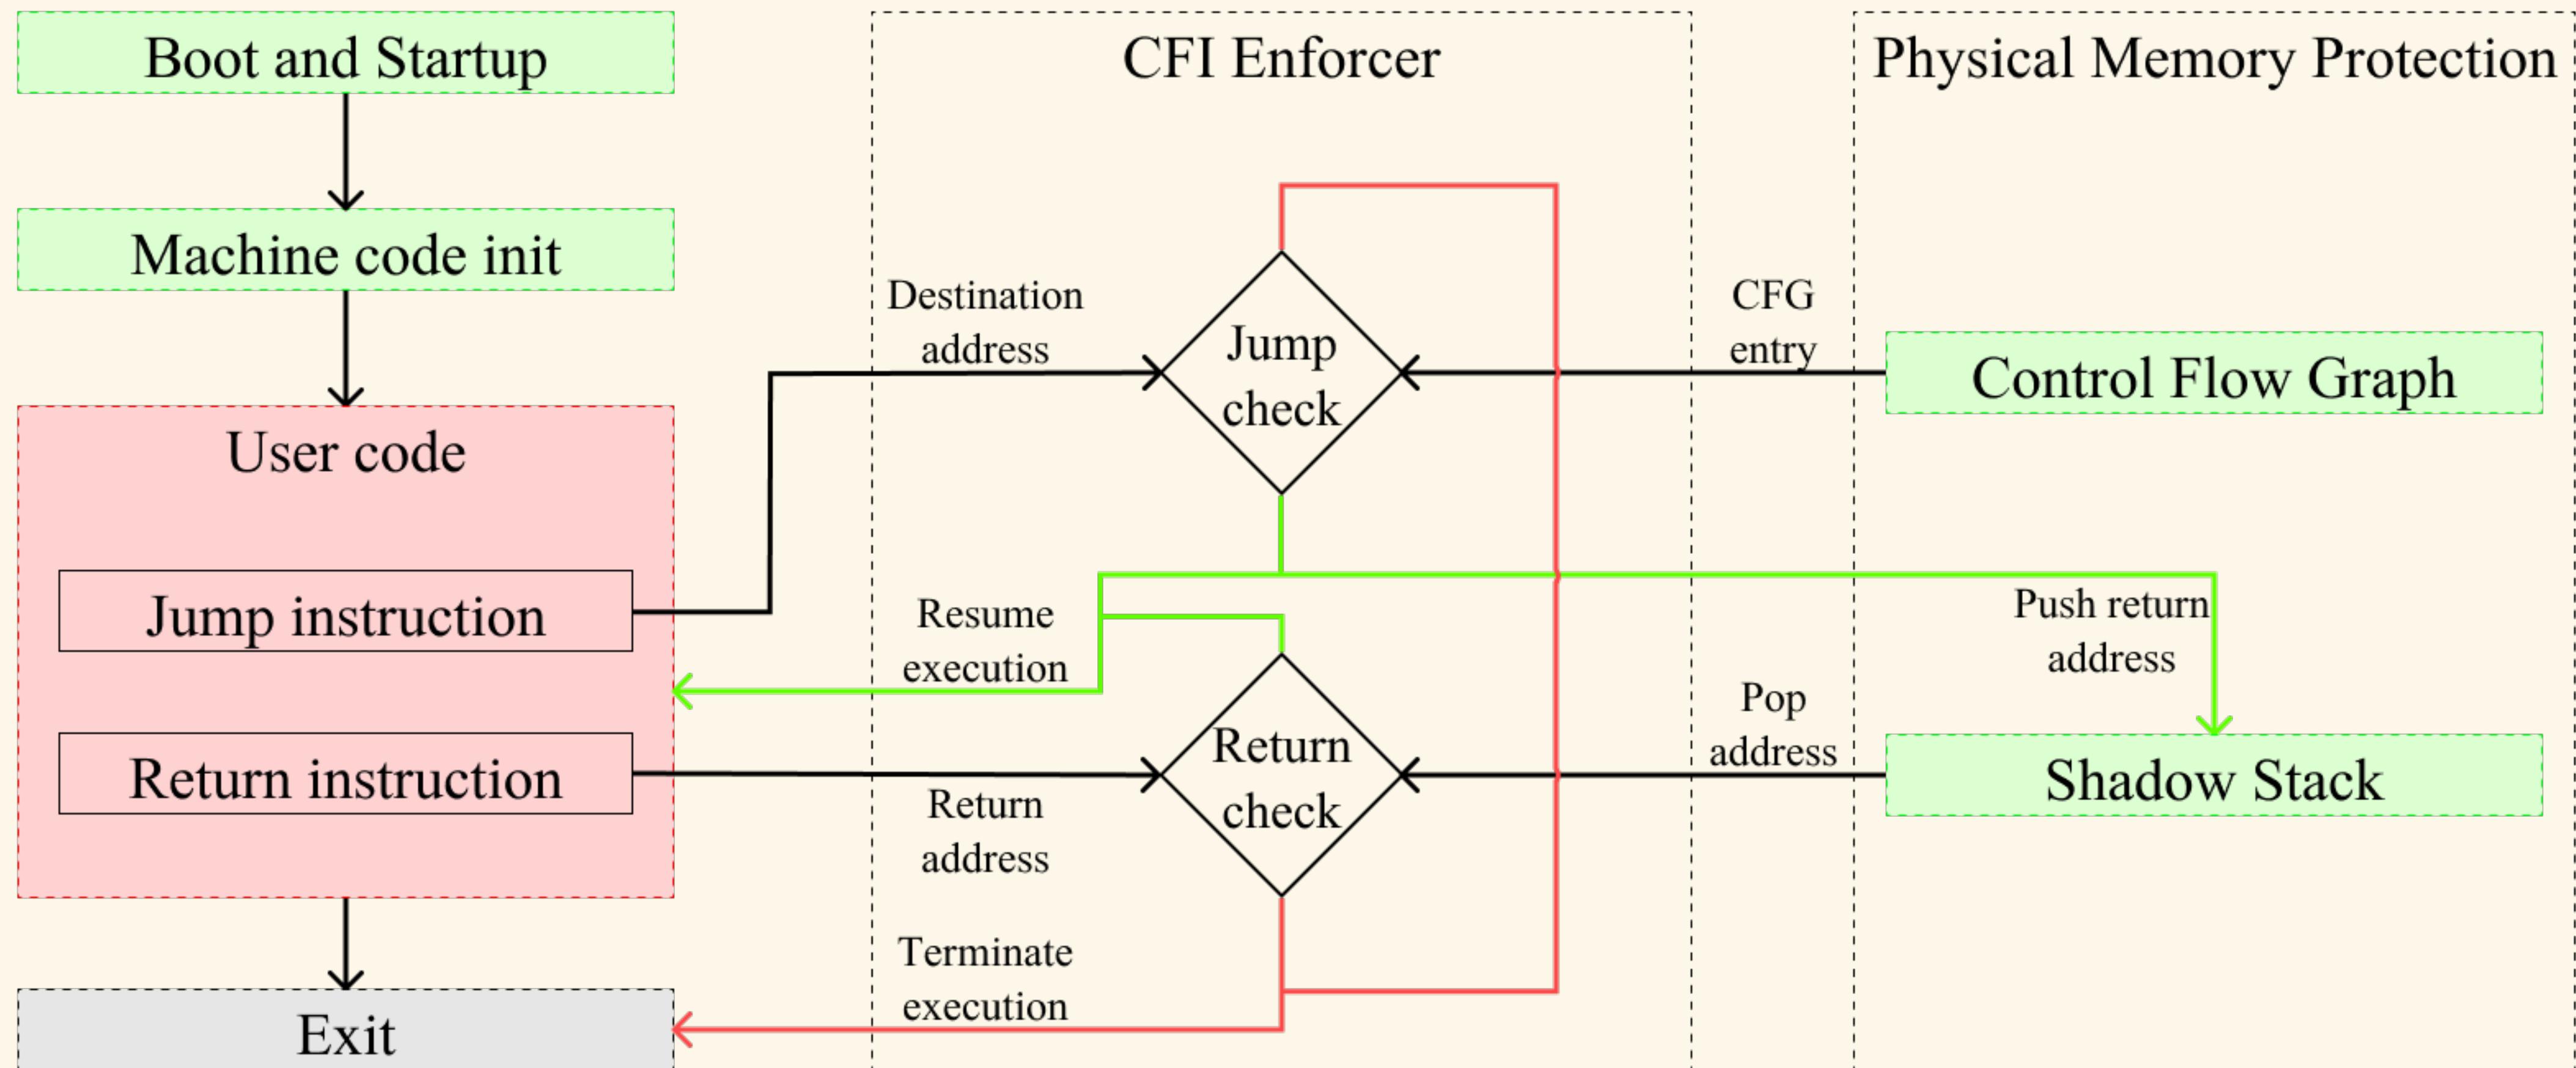 Boot and Startup
CFI Enforcer
Physical Memory Protection
Machine code init
Destination
address
Jump
check
CFG
entry
Control Flow Graph
User code
Jump instruction
Resume
execution
Push return
address
Return instruction
Return
address
Return
check
Pop
address
Shadow Stack
Terminate
execution
Exit